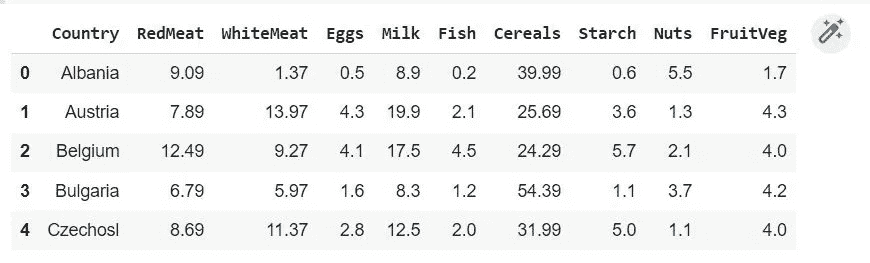 Country RedMeat WhiteMeat Eggs Milk Fish Cereals Starch Nuts FruitVeg
0 Albania 9.09 1.37 0.5 8.9 0.2 39.99 0.6 5.5 1.7
1 Austria 7.89 13.97 4.3 19.9 2.1 25.69 3.6 1.3 4.3
2 Belgium 12.49 9.27 4.1 17.5 4.5 24.29 5.7 2.1 4.0
3 Bulgaria 6.79 5.97 1.6 8.3 1.2 54.39 1.1 3.7 4.2
4 Czechosl 8.69 11.37 2.8 12.5 2.0 31.99 5.0 1.1 4.0